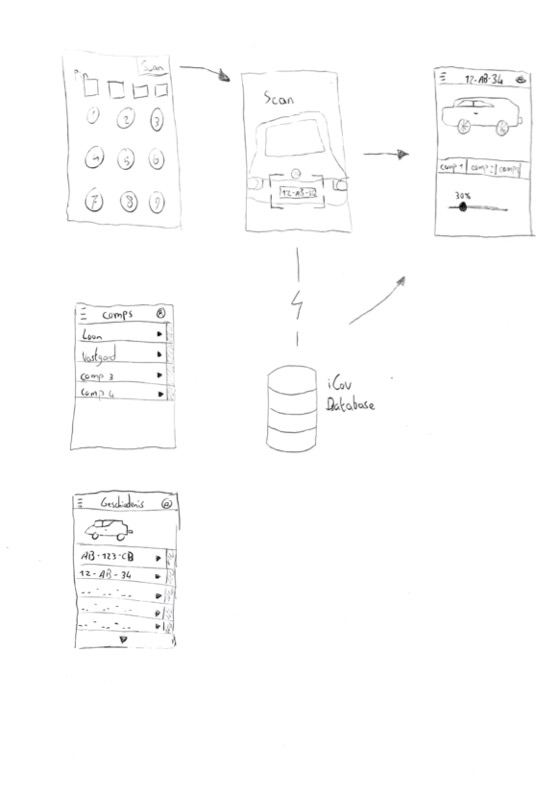 Scan
Pin
1 2 3
4 5 6
7 8 9
Scan
12-AB-34
12-AB-34
comp 1 comp 2 comp 3
30%
comps
Loon
Vastgoed
comp 3
comp 4
iCov
Database
Geschiedenis
AB-123-CB
12-AB-34